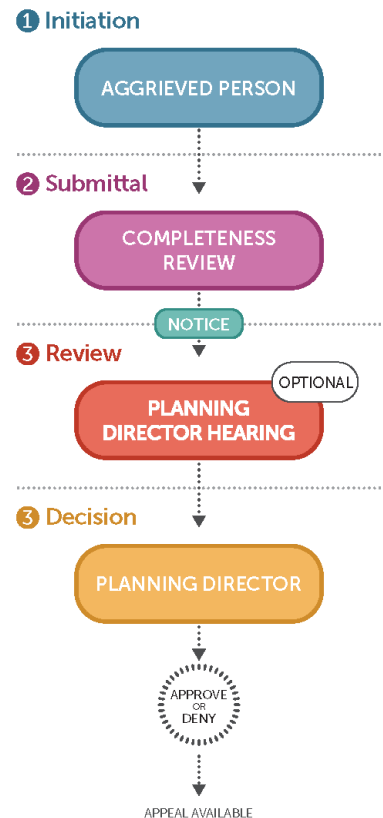 1 Initiation
AGGRIEVED PERSON
2 Submittal
COMPLETENESS
REVIEW
NOTICE
3 Review
OPTIONAL
PLANNING
DIRECTOR HEARING
3 Decision
PLANNING DIRECTOR
APPROVE
OR
DENY
APPEAL AVAILABLE